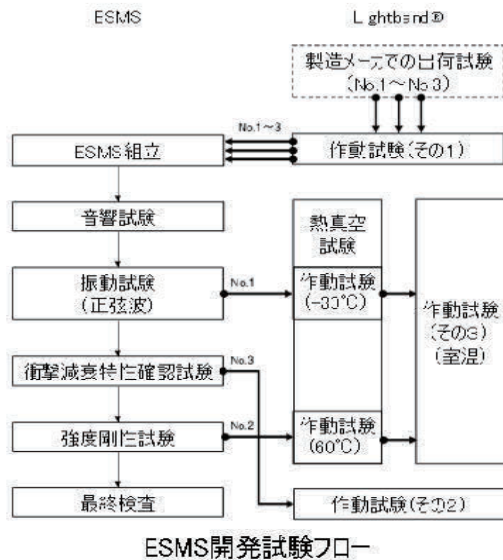 ESMS
Lightband®
製造メーカでの出荷試験
(No.1~No.3)
No.1~3
ESMS組立
作動試験(その1)
音響試験
熱真空
試験
振動試験
(正弦波)
No.1
作動試験
(-30℃)
作動試験
(その3)
(室温)
No.3
衝撃減衰特性確認試験
強度剛性試験
No.2
作動試験
(60℃)
最終検査
作動試験(その2)
ESMS開発試験フロー